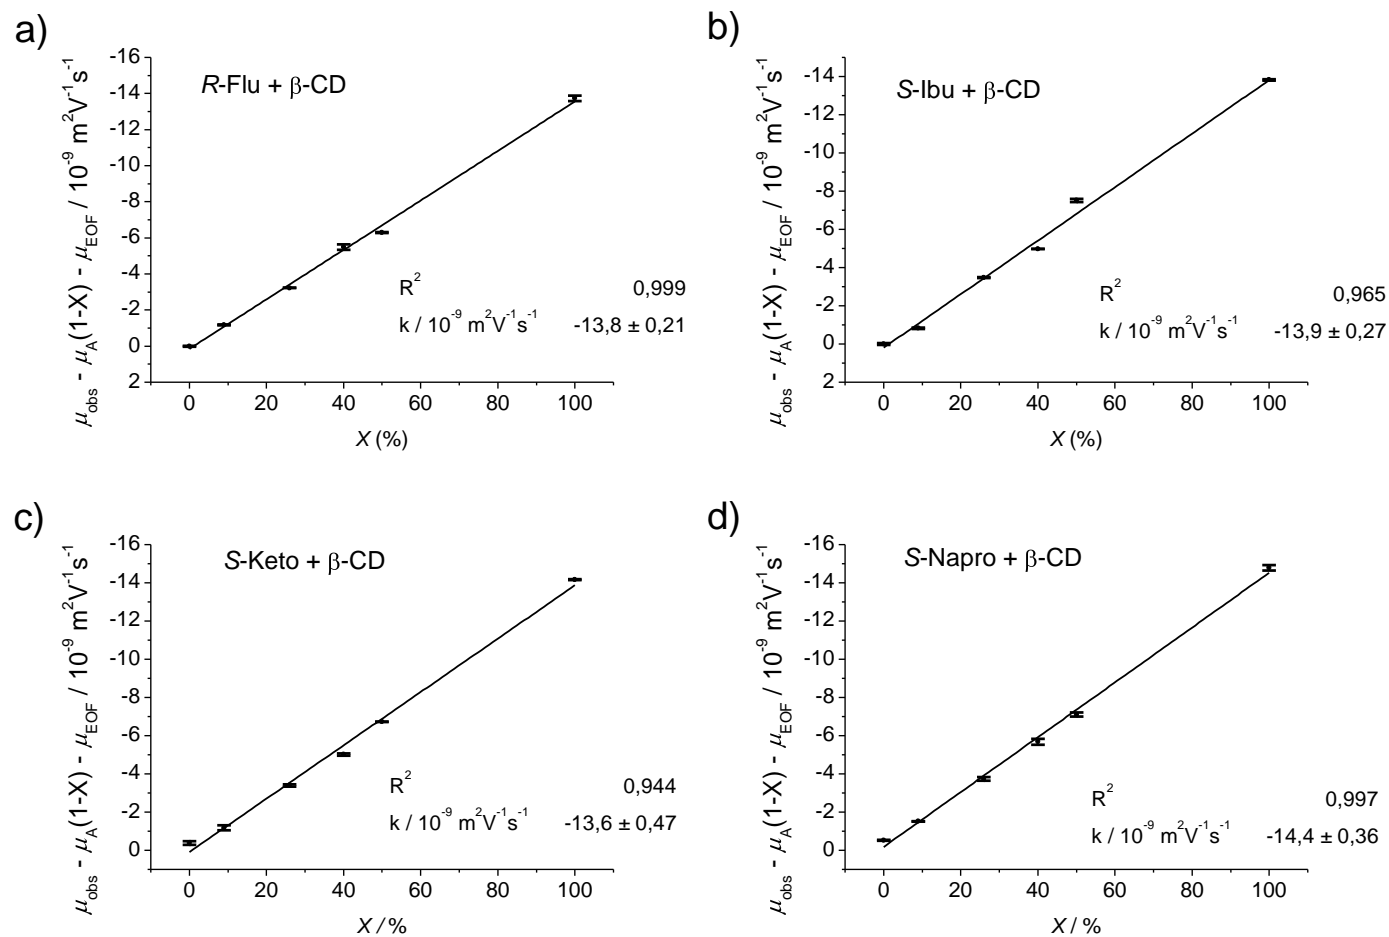 a)
R-Flu + β-CD
μobs - μA(1-X) - μEOF / 10⁻⁹ m²V⁻¹s⁻¹
-16
-14
-12
-10
-8
-6
-4
-2
0
2
R² 0,999
k / 10⁻⁹ m²V⁻¹s⁻¹ -13,8 ± 0,21
0 20 40 60 80 100
X (%)
b)
S-Ibu + β-CD
μobs - μA(1-X) - μEOF / 10⁻⁹ m²V⁻¹s⁻¹
-14
-12
-10
-8
-6
-4
-2
0
2
R² 0,965
k / 10⁻⁹ m²V⁻¹s⁻¹ -13,9 ± 0,27
0 20 40 60 80 100
X (%)
c)
S-Keto + β-CD
μobs - μA(1-X) - μEOF / 10⁻⁹ m²V⁻¹s⁻¹
-16
-14
-12
-10
-8
-6
-4
-2
0
R² 0,944
k / 10⁻⁹ m²V⁻¹s⁻¹ -13,6 ± 0,47
0 20 40 60 80 100
X / %
d)
S-Napro + β-CD
μobs - μA(1-X) - μEOF / 10⁻⁹ m²V⁻¹s⁻¹
-16
-14
-12
-10
-8
-6
-4
-2
0
R² 0,997
k / 10⁻⁹ m²V⁻¹s⁻¹ -14,4 ± 0,36
0 20 40 60 80 100
X / %